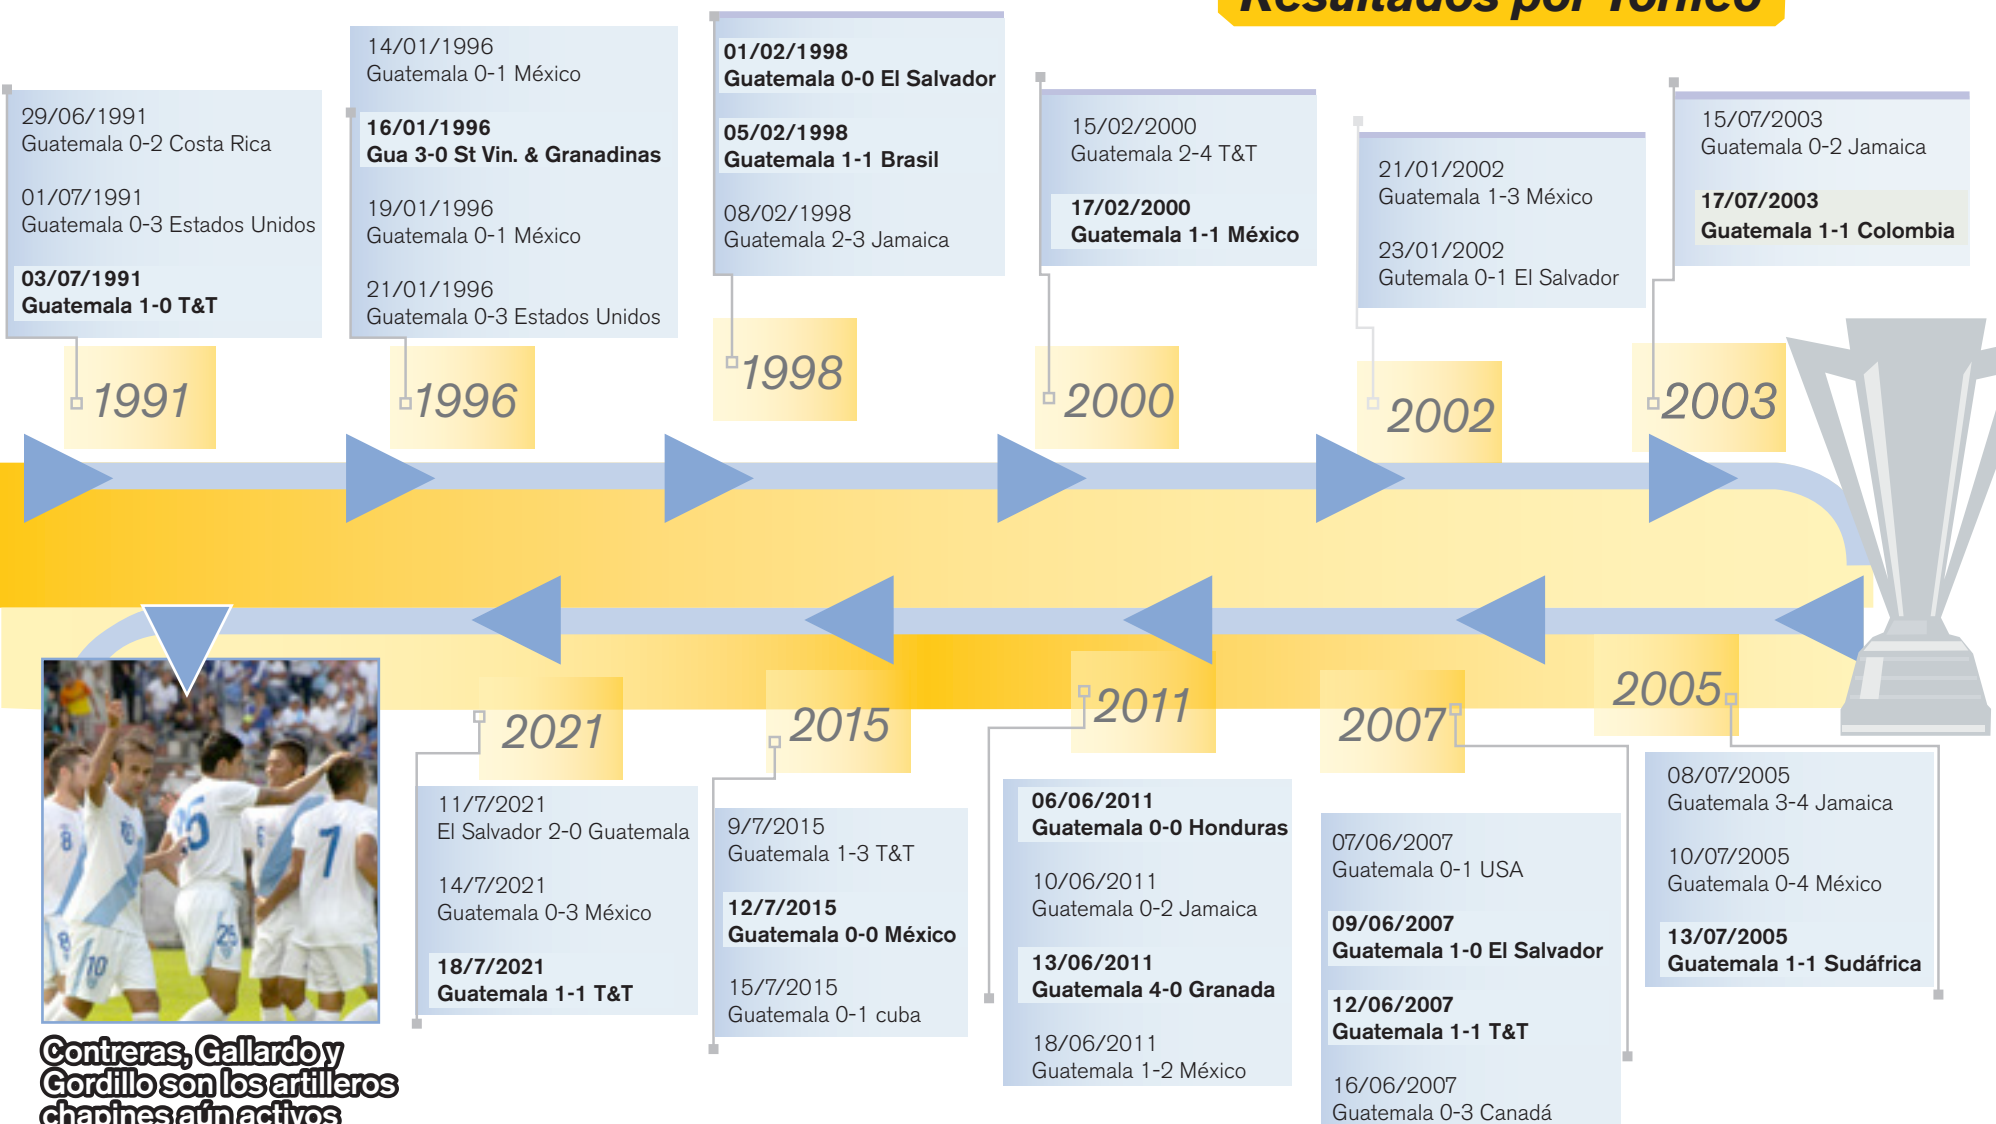 Resultados por Torneo
29/06/1991
Guatemala 0-2 Costa Rica
01/07/1991
Guatemala 0-3 Estados Unidos
03/07/1991
Guatemala 1-0 T&T
1991
14/01/1996
Guatemala 0-1 México
16/01/1996
Gua 3-0 St Vin. & Granadinas
19/01/1996
Guatemala 0-1 México
21/01/1996
Guatemala 0-3 Estados Unidos
1996
01/02/1998
Guatemala 0-0 El Salvador
05/02/1998
Guatemala 1-1 Brasil
08/02/1998
Guatemala 2-3 Jamaica
1998
15/02/2000
Guatemala 2-4 T&T
17/02/2000
Guatemala 1-1 México
2000
21/01/2002
Guatemala 1-3 México
23/01/2002
Gutemala 0-1 El Salvador
2002
15/07/2003
Guatemala 0-2 Jamaica
17/07/2003
Guatemala 1-1 Colombia
2003
2005
08/07/2005
Guatemala 3-4 Jamaica
10/07/2005
Guatemala 0-4 México
13/07/2005
Guatemala 1-1 Sudáfrica
2007
07/06/2007
Guatemala 0-1 USA
09/06/2007
Guatemala 1-0 El Salvador
12/06/2007
Guatemala 1-1 T&T
16/06/2007
Guatemala 0-3 Canadá
2011
06/06/2011
Guatemala 0-0 Honduras
10/06/2011
Guatemala 0-2 Jamaica
13/06/2011
Guatemala 4-0 Granada
18/06/2011
Guatemala 1-2 México
2015
9/7/2015
Guatemala 1-3 T&T
12/7/2015
Guatemala 0-0 México
15/7/2015
Guatemala 0-1 cuba
2021
11/7/2021
El Salvador 2-0 Guatemala
14/7/2021
Guatemala 0-3 México
18/7/2021
Guatemala 1-1 T&T
8
8
10
25
7
Contreras, Gallardo y
Gordillo son los artilleros
chapines aún activos